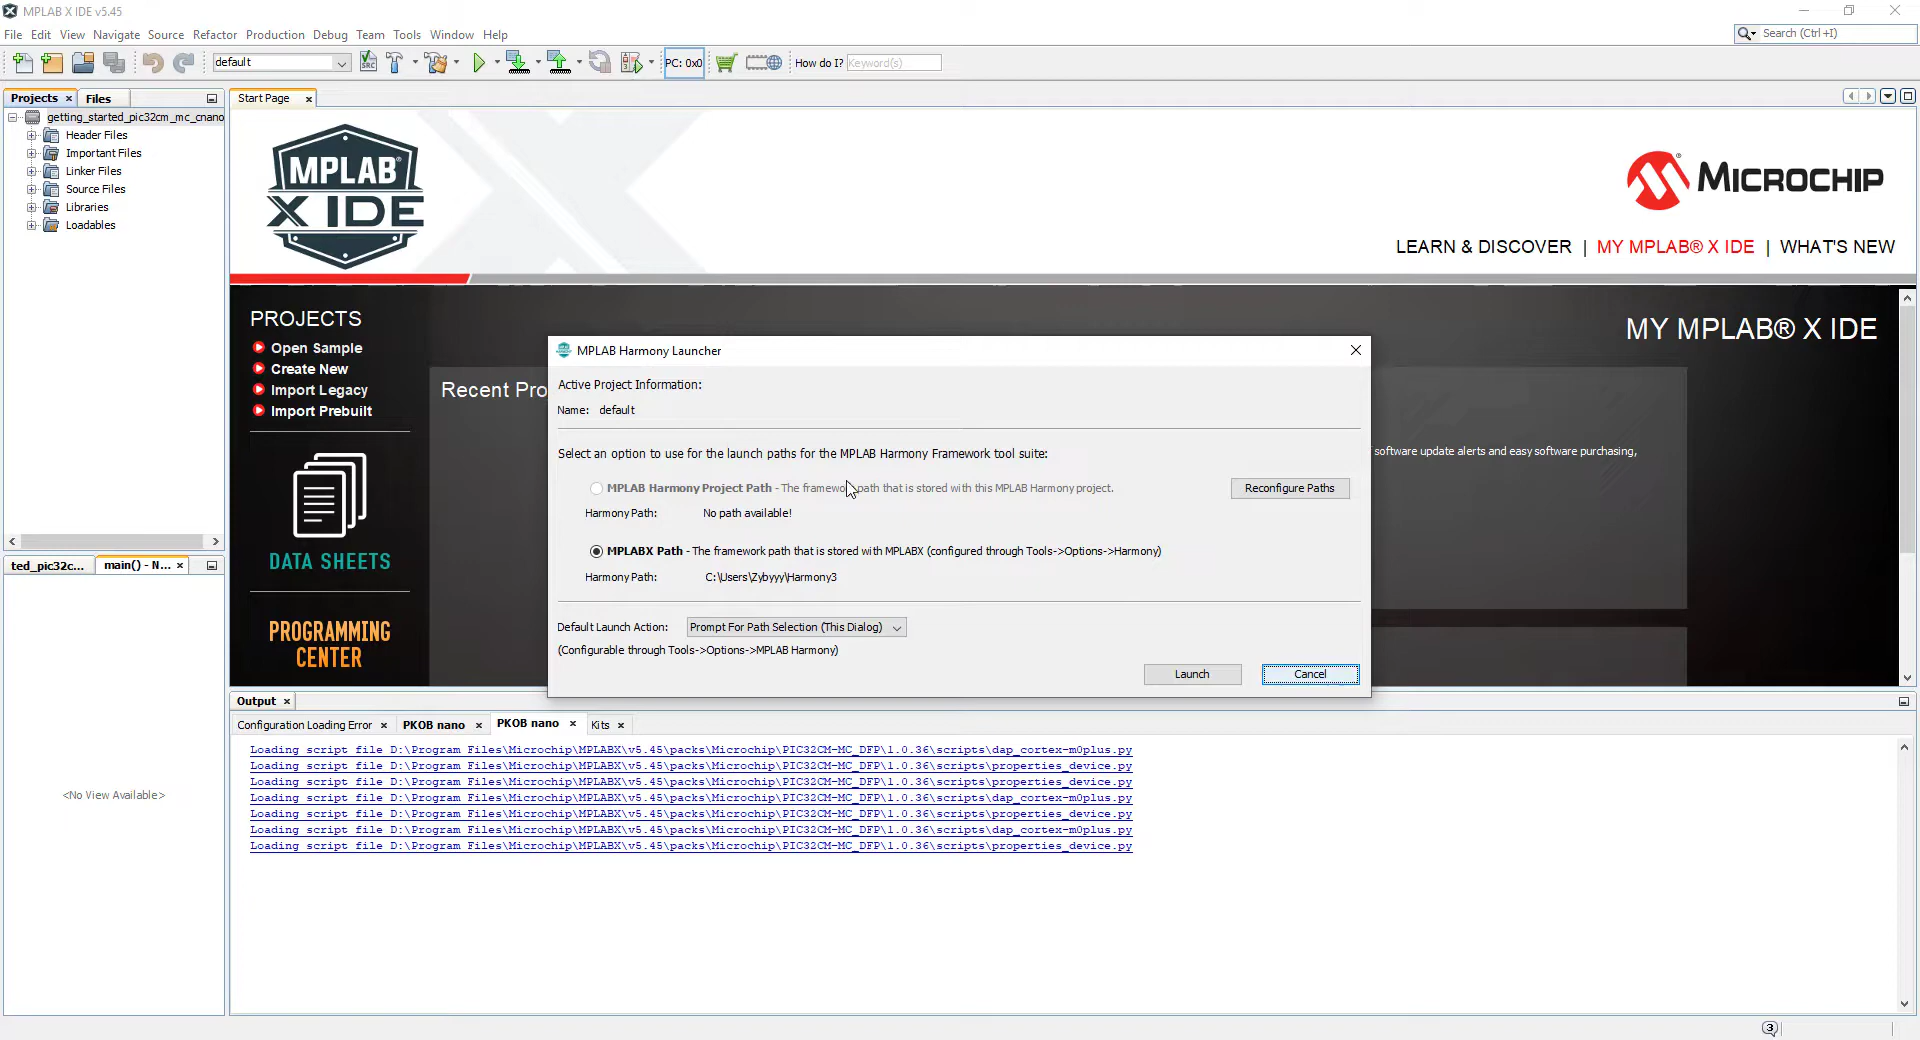 MPLAB X IDE v5.45
File Edit View Navigate Source Refactor Production Debug Team Tools Window Help
Search (Ctrl+I)
default
SRC
PC: 0x0
How do I?
Keyword(s)
Projects
Files
Start Page
getting_started_pic32cm_mc_cnano
Header Files
Important Files
Linker Files
Source Files
Libraries
Loadables
MPLAB®
X IDE
MICROCHIP
LEARN & DISCOVER | MY MPLAB® X IDE | WHAT'S NEW
PROJECTS
Open Sample
Create New
Import Legacy
Import Prebuilt
DATA SHEETS
PROGRAMMING
CENTER
MY MPLAB® X IDE
Recent Pro
software update alerts and easy software purchasing,
MPLAB Harmony Launcher
Active Project Information:
Name: default
Select an option to use for the launch paths for the MPLAB Harmony Framework tool suite:
MPLAB Harmony Project Path - The framework path that is stored with this MPLAB Harmony project.
Reconfigure Paths
Harmony Path: No path available!
MPLABX Path - The framework path that is stored with MPLABX (configured through Tools->Options->Harmony)
Harmony Path: C:\Users\Zybyyy\Harmony3
Default Launch Action: Prompt For Path Selection (This Dialog)
(Configurable through Tools->Options->MPLAB Harmony)
Launch
Cancel
ted_pic32c...
main() - N...
<No View Available>
Output
Configuration Loading Error
PKOB nano
PKOB nano
Kits
Loading script file D:\Program Files\Microchip\MPLABX\v5.45\packs\Microchip\PIC32CM-MC_DFP\1.0.36\scripts\dap_cortex-m0plus.py
Loading script file D:\Program Files\Microchip\MPLABX\v5.45\packs\Microchip\PIC32CM-MC_DFP\1.0.36\scripts\properties_device.py
Loading script file D:\Program Files\Microchip\MPLABX\v5.45\packs\Microchip\PIC32CM-MC_DFP\1.0.36\scripts\properties_device.py
Loading script file D:\Program Files\Microchip\MPLABX\v5.45\packs\Microchip\PIC32CM-MC_DFP\1.0.36\scripts\dap_cortex-m0plus.py
Loading script file D:\Program Files\Microchip\MPLABX\v5.45\packs\Microchip\PIC32CM-MC_DFP\1.0.36\scripts\properties_device.py
Loading script file D:\Program Files\Microchip\MPLABX\v5.45\packs\Microchip\PIC32CM-MC_DFP\1.0.36\scripts\dap_cortex-m0plus.py
Loading script file D:\Program Files\Microchip\MPLABX\v5.45\packs\Microchip\PIC32CM-MC_DFP\1.0.36\scripts\properties_device.py
3